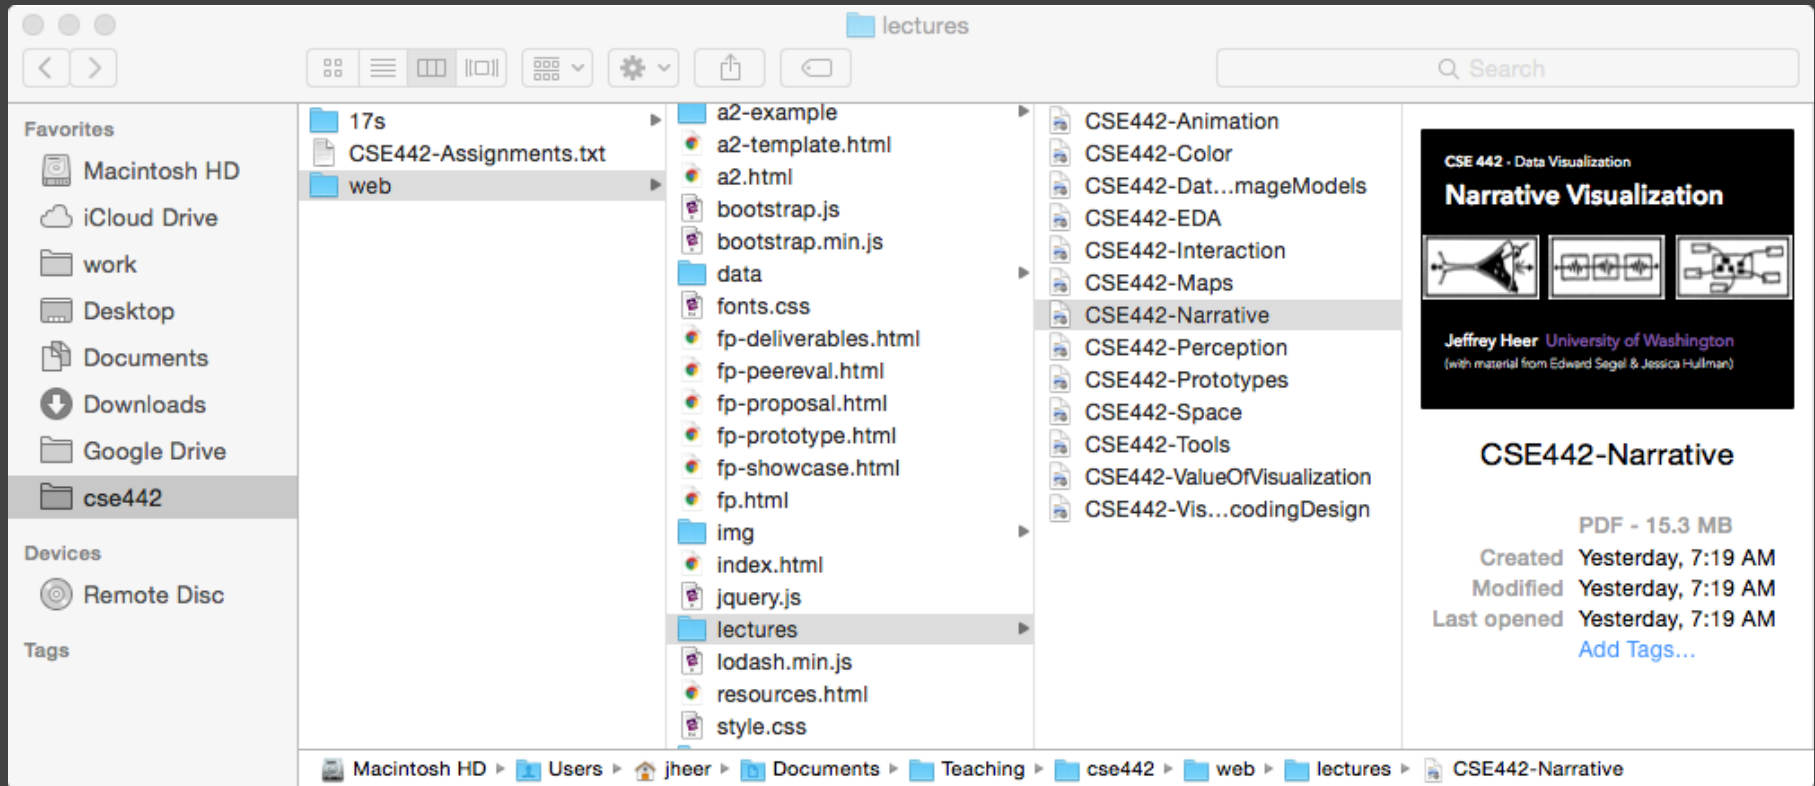 lectures
Search
Favorites
Macintosh HD
iCloud Drive
work
Desktop
Documents
Downloads
Google Drive
cse442
Devices
Remote Disc
Tags
17s
CSE442-Assignments.txt
web
a2-example
a2-template.html
a2.html
bootstrap.js
bootstrap.min.js
data
fonts.css
fp-deliverables.html
fp-peereval.html
fp-proposal.html
fp-prototype.html
fp-showcase.html
fp.html
img
index.html
jquery.js
lectures
lodash.min.js
resources.html
style.css
CSE442-Animation
CSE442-Color
CSE442-Dat...mageModels
CSE442-EDA
CSE442-Interaction
CSE442-Maps
CSE442-Narrative
CSE442-Perception
CSE442-Prototypes
CSE442-Space
CSE442-Tools
CSE442-ValueOfVisualization
CSE442-Vis...codingDesign
CSE 442 - Data Visualization
Narrative Visualization
Jeffrey Heer University of Washington
(with material from Edward Segel & Jessica Hullman)
CSE442-Narrative
PDF - 15.3 MB
Created Yesterday, 7:19 AM
Modified Yesterday, 7:19 AM
Last opened Yesterday, 7:19 AM
Add Tags...
Macintosh HD Users jheer Documents Teaching cse442 web lectures CSE442-Narrative